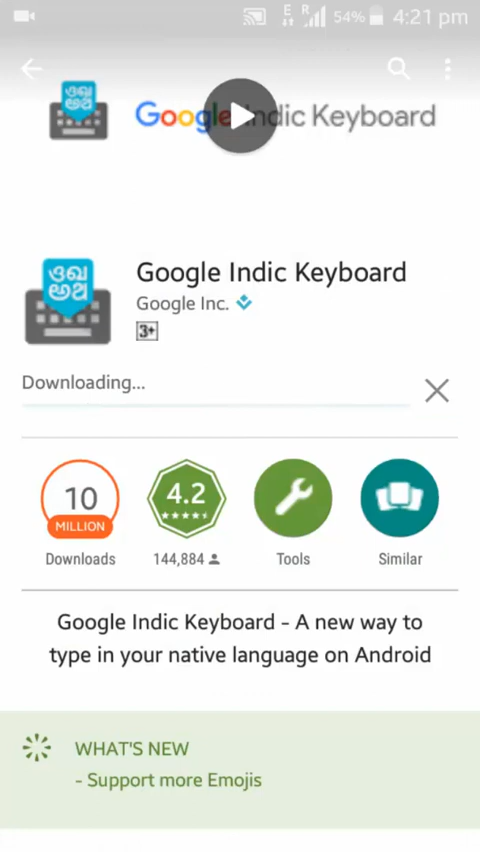 E R 54% 4:21 pm
Google Indic Keyboard
Google Indic Keyboard
Google Inc.
3+
Downloading...
10
MILLION
4.2
Downloads
144,884
Tools
Similar
Google Indic Keyboard - A new way to
type in your native language on Android
WHAT'S NEW
- Support more Emojis